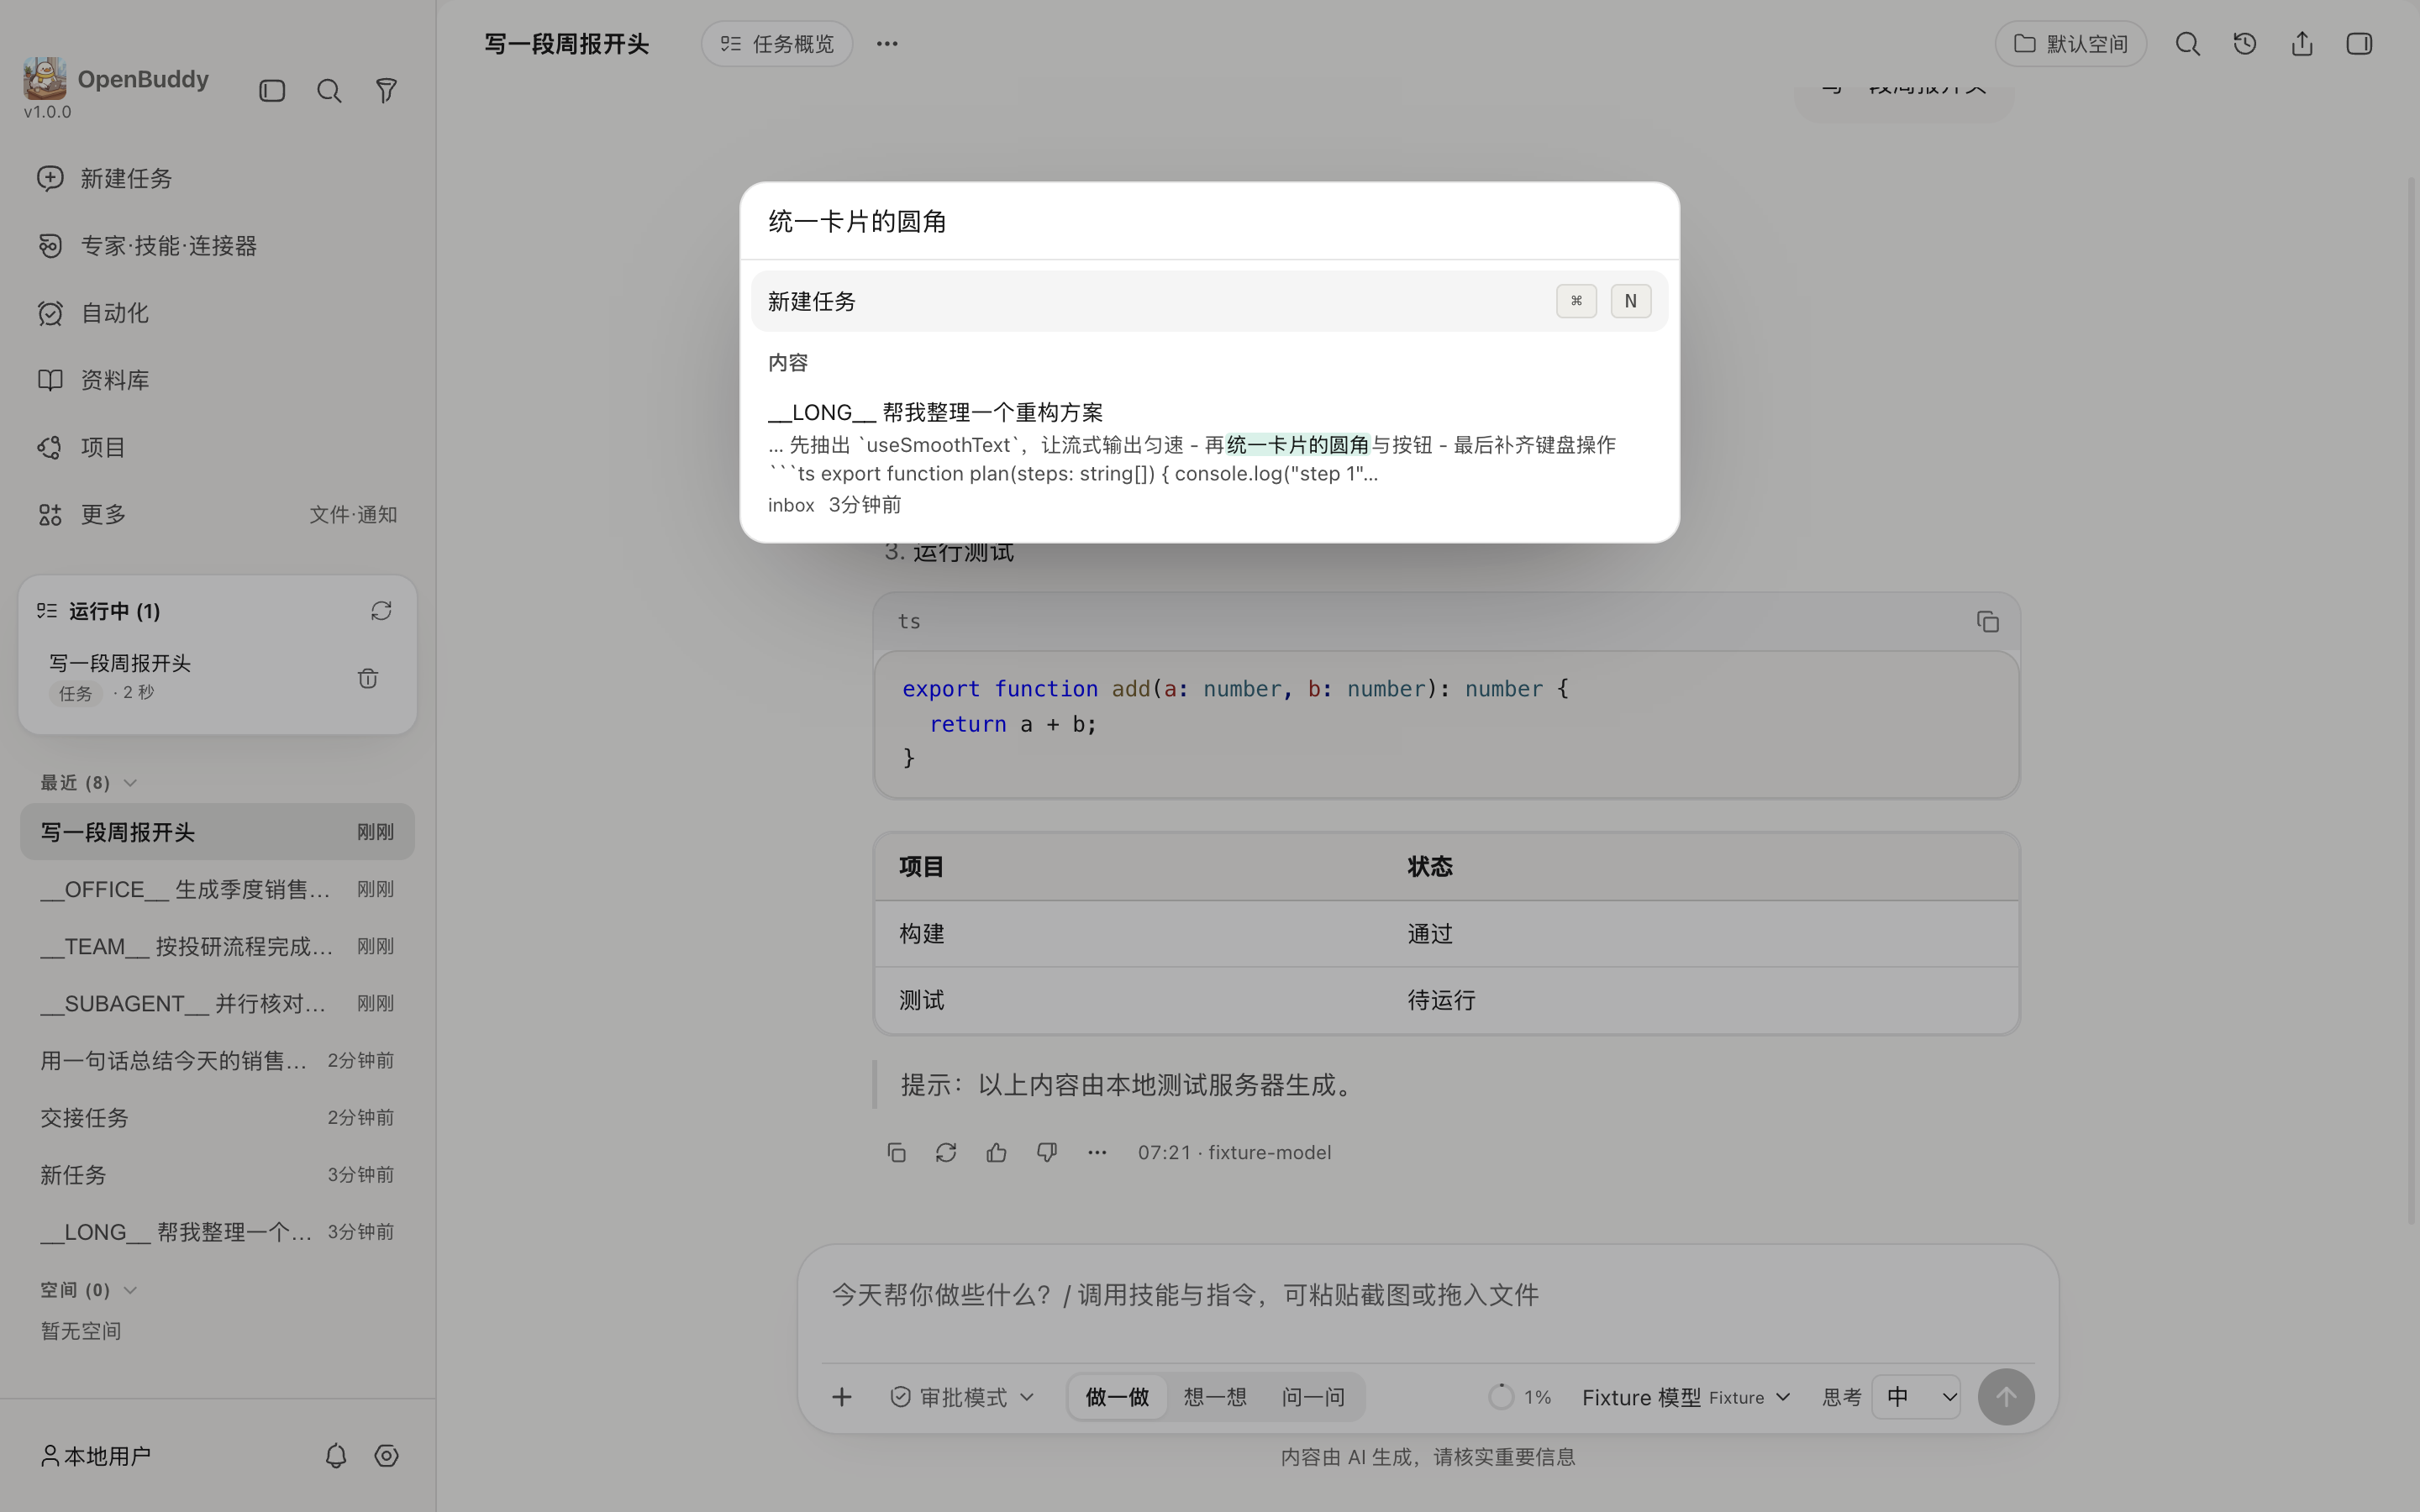 OpenBuddy
v1.0.0
新建任务
专家·技能·连接器
自动化
资料库
项目
更多
文件·通知
运行中 (1)
写一段周报开头
任务 · 2 秒
最近 (8)
写一段周报开头 刚刚
__OFFICE__ 生成季度销售... 刚刚
__TEAM__ 按投研流程完成... 刚刚
__SUBAGENT__ 并行核对... 刚刚
用一句话总结今天的销售... 2分钟前
交接任务 2分钟前
新任务 3分钟前
__LONG__ 帮我整理一个... 3分钟前
空间 (0)
暂无空间
本地用户
写一段周报开头
任务概览
默认空间
写一段周报开头
统一卡片的圆角
新建任务
⌘ N
内容
__LONG__ 帮我整理一个重构方案
... 先抽出 `useSmoothText`，让流式输出匀速 - 再统一卡片的圆角与按钮 - 最后补齐键盘操作
```ts export function plan(steps: string[]) { console.log("step 1"...
inbox 3分钟前
3. 运行测试
ts
export function add(a: number, b: number): number {
return a + b;
}
项目 状态
构建 通过
测试 待运行
提示：以上内容由本地测试服务器生成。
07:21 · fixture-model
今天帮你做些什么？/ 调用技能与指令，可粘贴截图或拖入文件
审批模式
做一做 想一想 问一问
1%
Fixture 模型 Fixture
思考 中
内容由 AI 生成，请核实重要信息